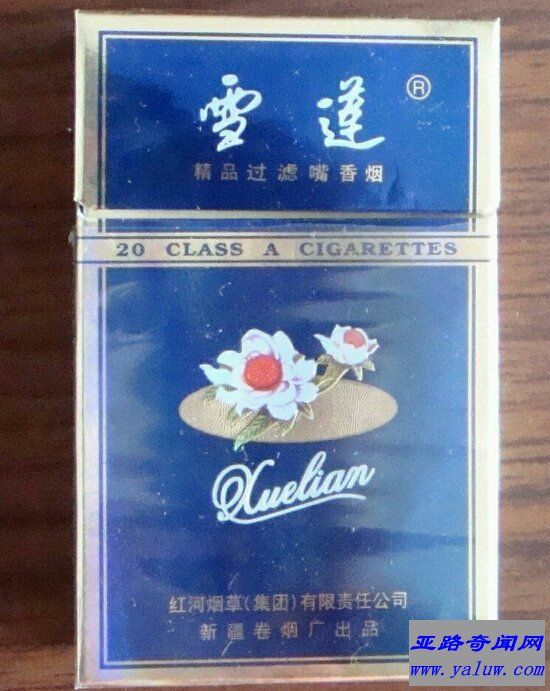 雪莲®
精品过滤嘴香烟
20 CLASS A CIGARETTES
Xuelian
红河烟草(集团)有限责任公司
新疆卷烟厂出品
亚路奇闻网
www.yaluw.com